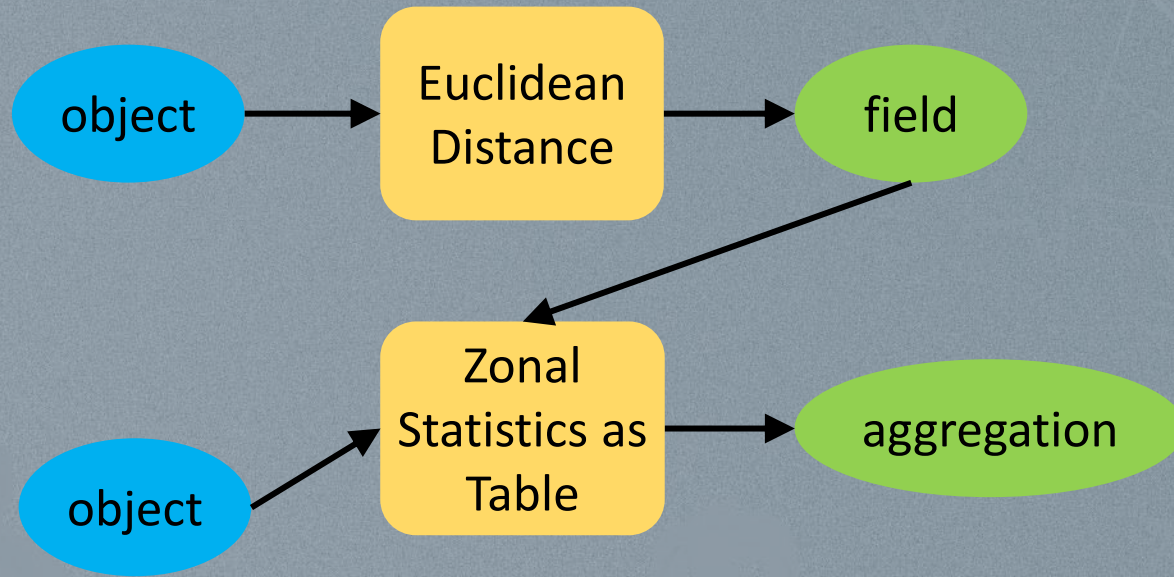 object
Euclidean
Distance
field
Zonal
Statistics as
Table
aggregation
object